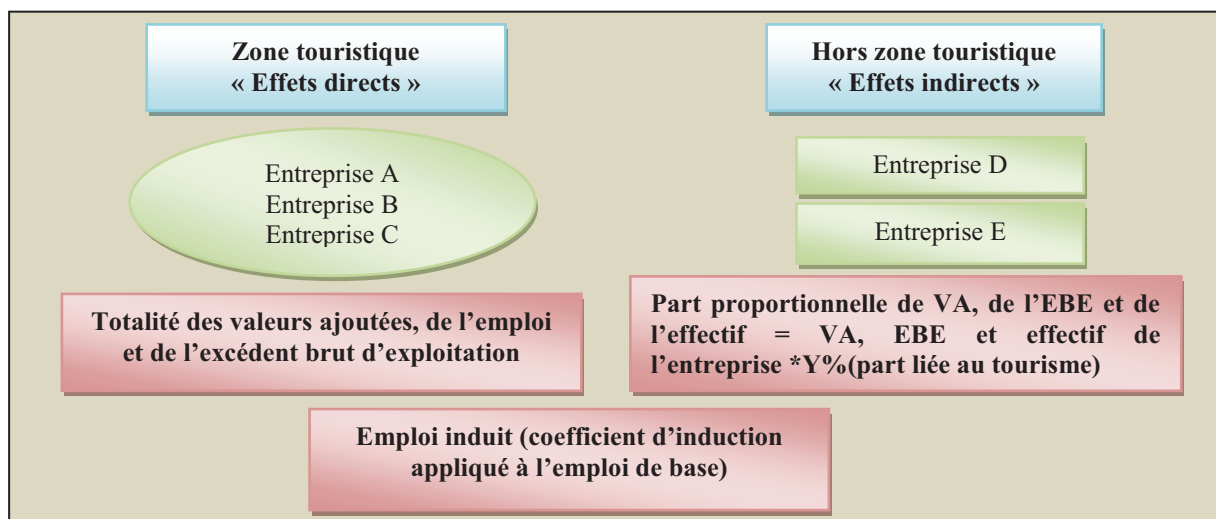 Zone touristique
« Effets directs »
Entreprise A
Entreprise B
Entreprise C
Totalité des valeurs ajoutées, de l’emploi
et de l’excédent brut d’exploitation
Hors zone touristique
« Effets indirects »
Entreprise D
Entreprise E
Part proportionnelle de VA, de l’EBE et de
l’effectif = VA, EBE et effectif de
l’entreprise *Y%(part liée au tourisme)
Emploi induit (coefficient d’induction
appliqué à l’emploi de base)